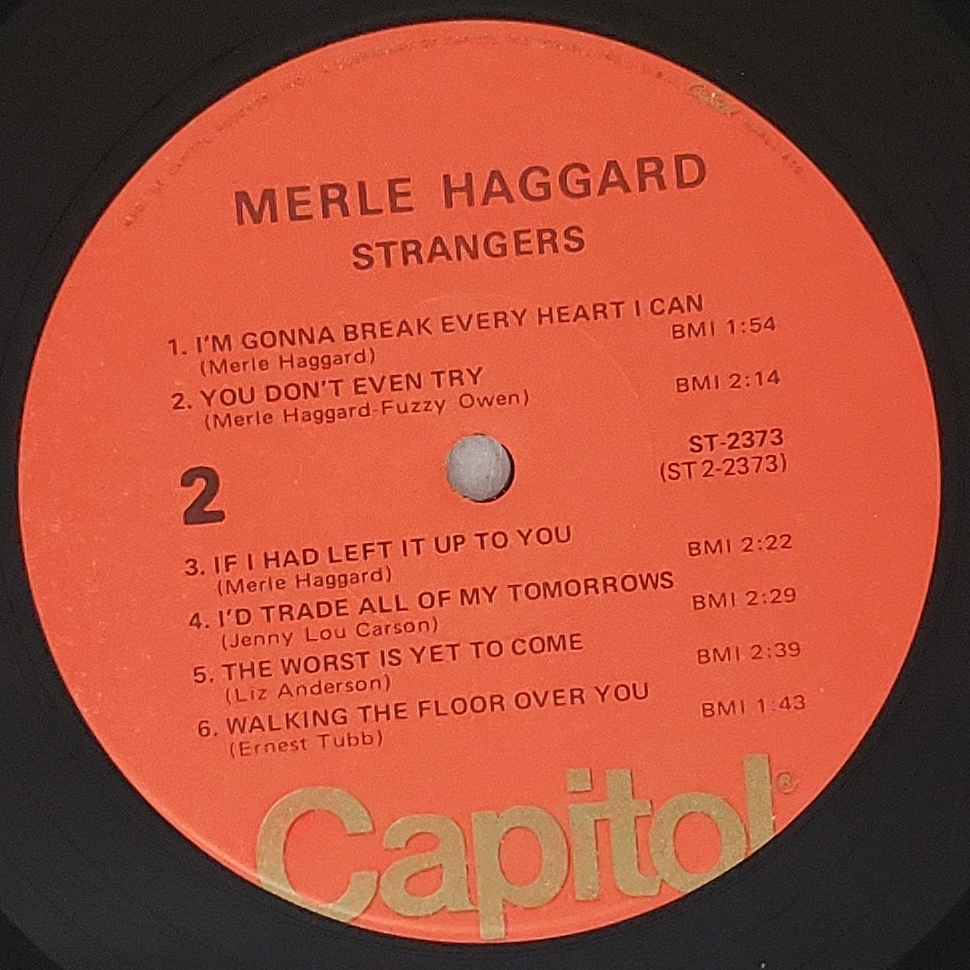 MERLE HAGGARD
STRANGERS
1. I'M GONNA BREAK EVERY HEART I CAN
(Merle Haggard) BMI 1:54
2. YOU DON'T EVEN TRY BMI 2:14
(Merle Haggard-Fuzzy Owen)
ST-2373
2 (ST 2-2373)
3. IF I HAD LEFT IT UP TO YOU BMI 2:22
(Merle Haggard)
4. I'D TRADE ALL OF MY TOMORROWS BMI 2:29
(Jenny Lou Carson)
5. THE WORST IS YET TO COME BMI 2:39
(Liz Anderson)
6. WALKING THE FLOOR OVER YOU BMI 1:43
(Ernest Tubb)
Capitol®